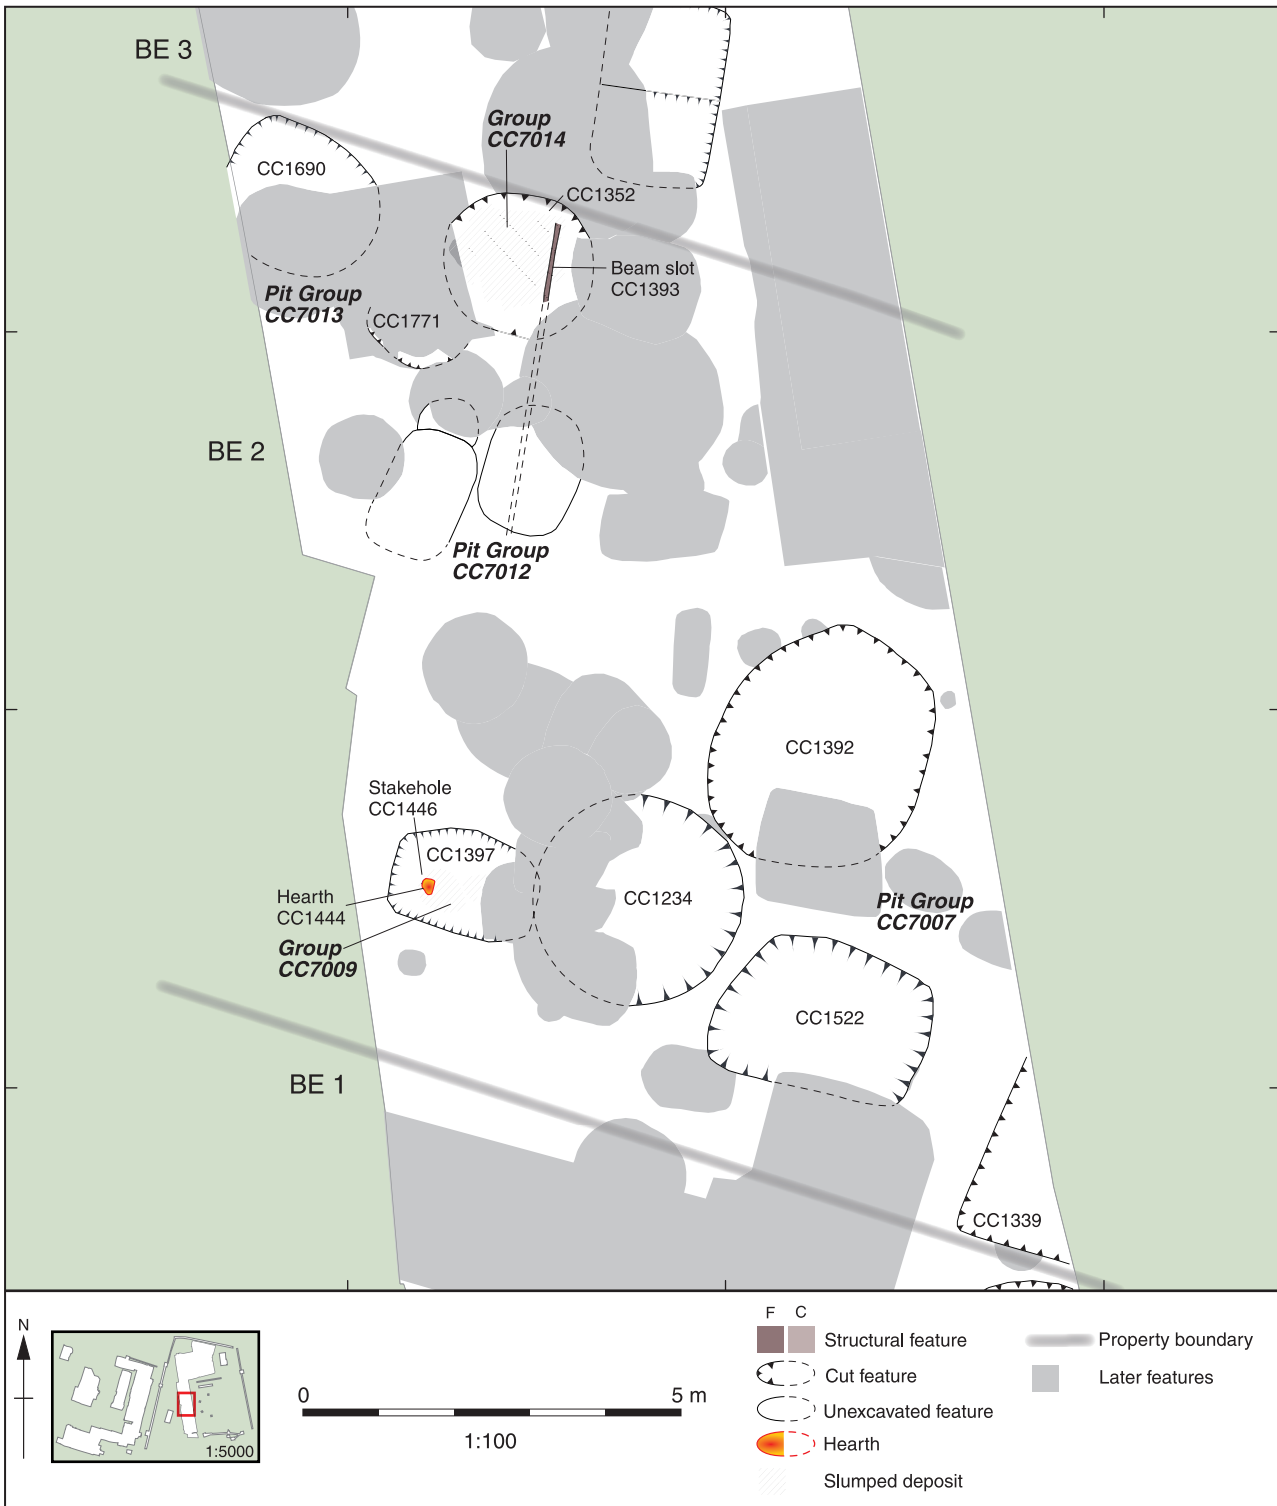 BE 3
Group
CC7014
CC1690
CC1352
Beam slot
CC1393
Pit Group
CC7013
CC1771
BE 2
Pit Group
CC7012
CC1392
Stakehole
CC1446
CC1397
Hearth
CC1444
CC1234
Pit Group
CC7007
Group
CC7009
CC1522
BE 1
CC1339
N
1:5000
0 5 m
1:100
F C
Structural feature
Cut feature
Unexcavated feature
Hearth
Slumped deposit
Property boundary
Later features